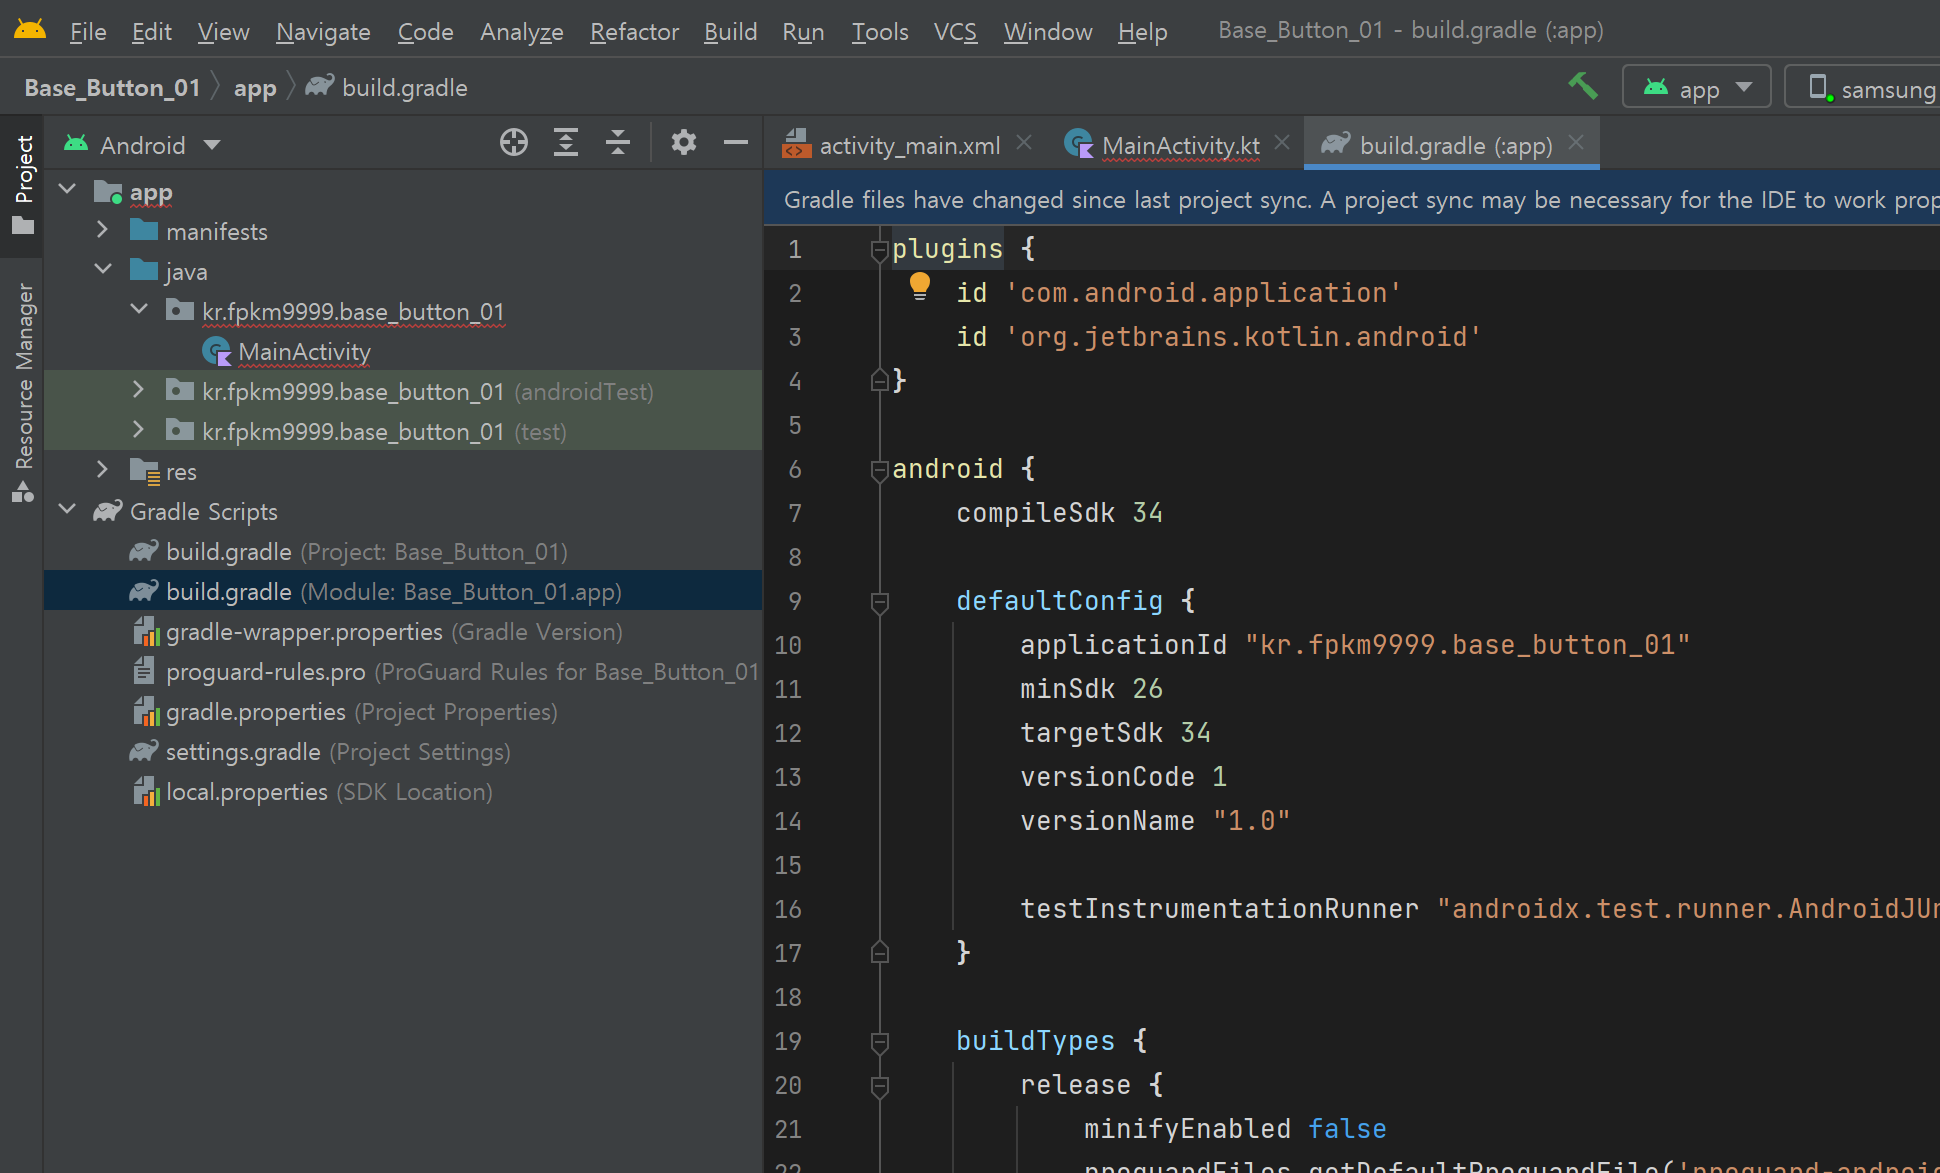 File Edit View Navigate Code Analyze Refactor Build Run Tools VCS Window Help Base_Button_01 - build.gradle (:app)
Base_Button_01 app build.gradle app samsung
Project
Resource Manager
Android
app
manifests
java
kr.fpkm9999.base_button_01
MainActivity
kr.fpkm9999.base_button_01 (androidTest)
kr.fpkm9999.base_button_01 (test)
res
Gradle Scripts
build.gradle (Project: Base_Button_01)
build.gradle (Module: Base_Button_01.app)
gradle-wrapper.properties (Gradle Version)
proguard-rules.pro (ProGuard Rules for Base_Button_01
gradle.properties (Project Properties)
settings.gradle (Project Settings)
local.properties (SDK Location)
activity_main.xml MainActivity.kt build.gradle (:app)
Gradle files have changed since last project sync. A project sync may be necessary for the IDE to work prop
1 plugins {
2 id 'com.android.application'
3 id 'org.jetbrains.kotlin.android'
4 }
5
6 android {
7 compileSdk 34
8
9 defaultConfig {
10 applicationId "kr.fpkm9999.base_button_01"
11 minSdk 26
12 targetSdk 34
13 versionCode 1
14 versionName "1.0"
15
16 testInstrumentationRunner "androidx.test.runner.AndroidJUn
17 }
18
19 buildTypes {
20 release {
21 minifyEnabled false
22 proguardFiles getDefaultProguardFile('proguard-android